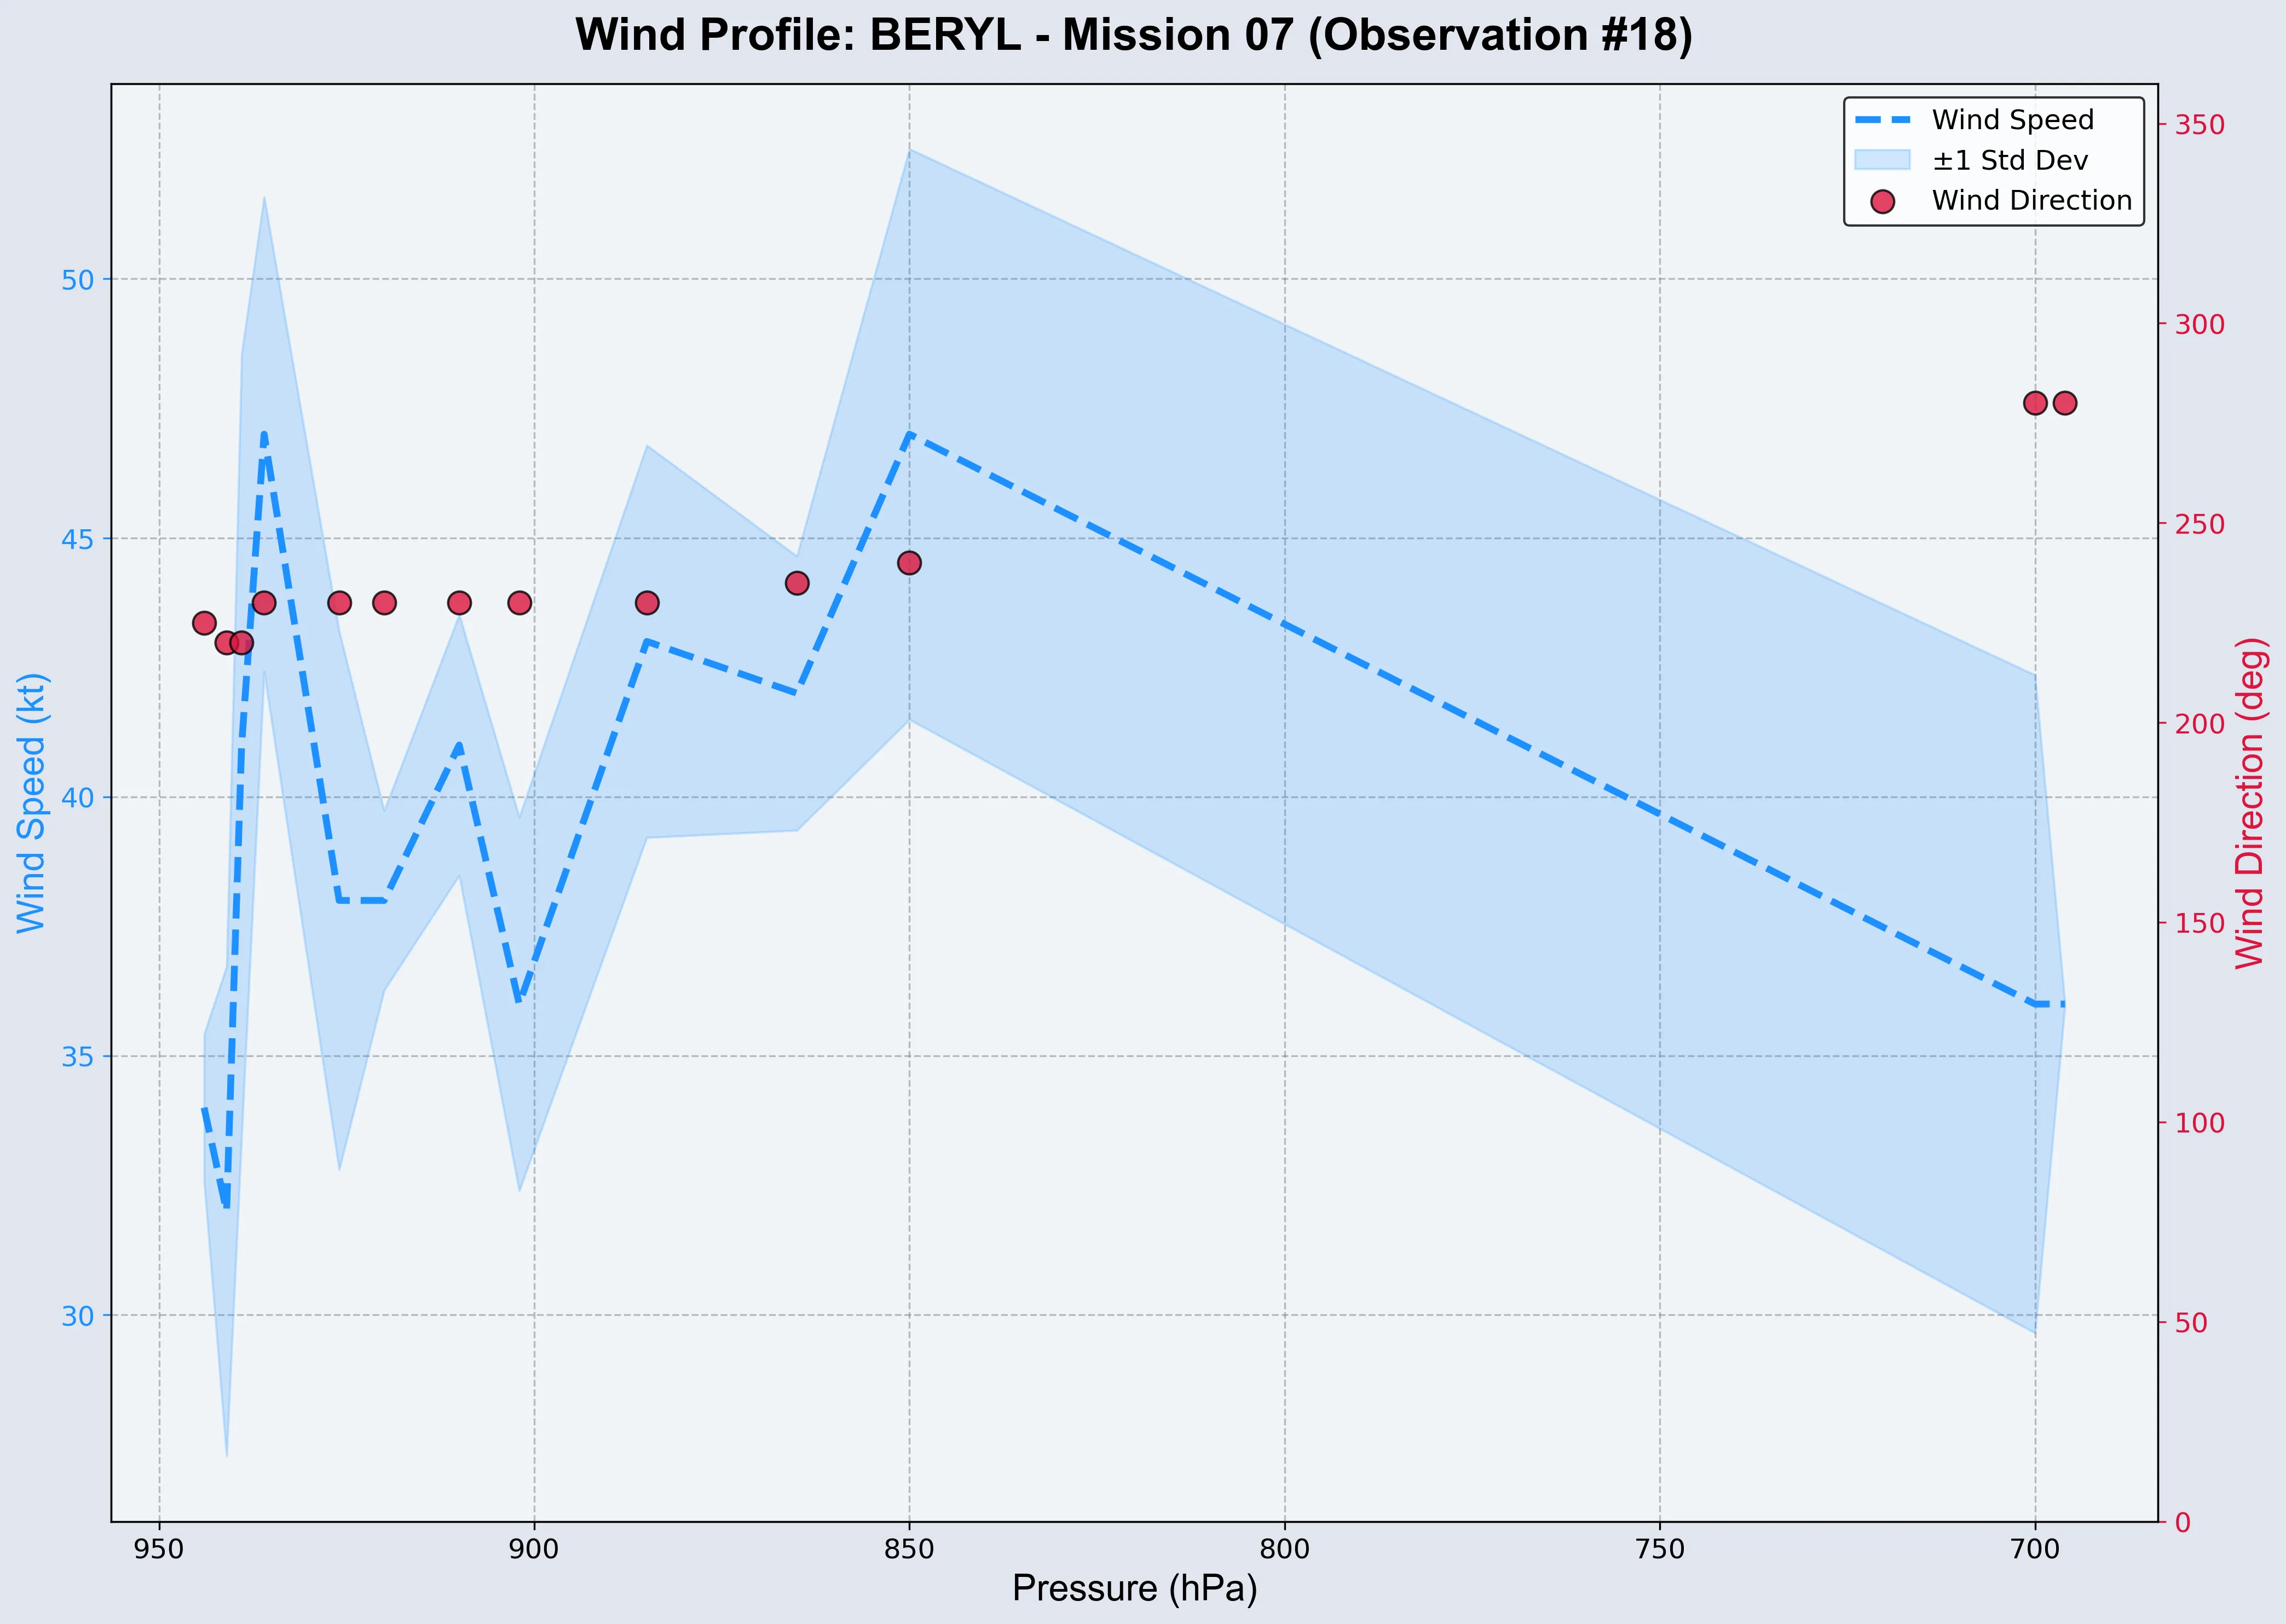 Wind Profile: BERYL - Mission 07 (Observation #18)
Wind Speed
±1 Std Dev
Wind Direction
Wind Speed (kt)
50
45
40
35
30
350
300
250
200
150
100
50
0
Wind Direction (deg)
950 900 850 800 750 700
Pressure (hPa)